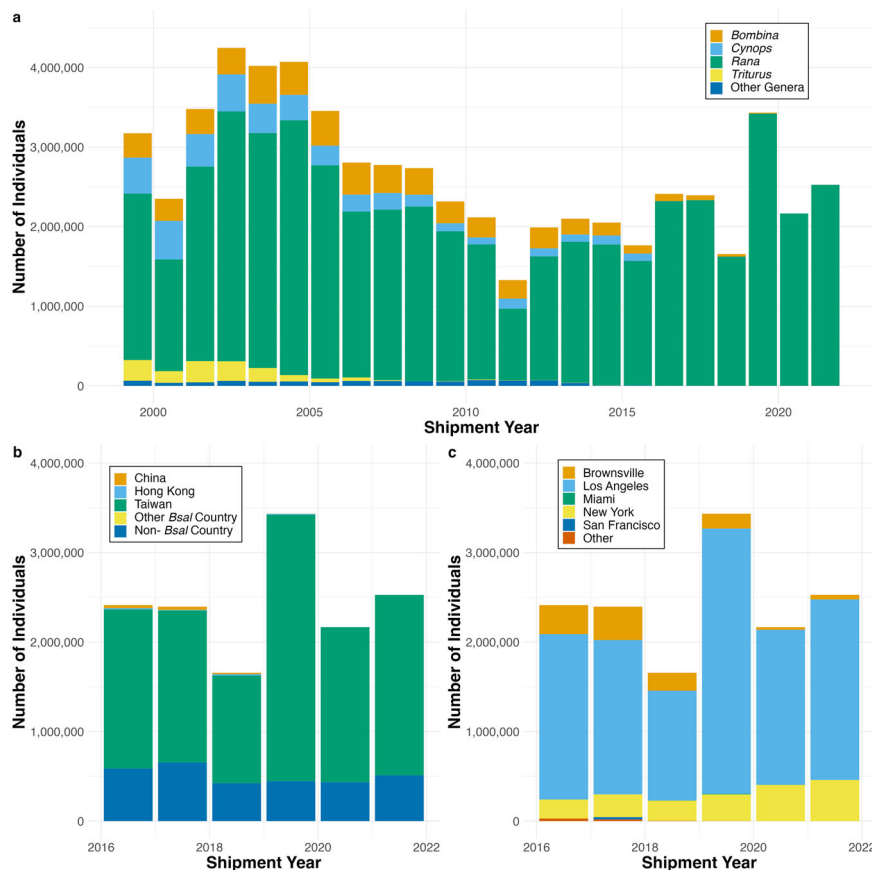 a
Number of Individuals
4,000,000
3,000,000
2,000,000
1,000,000
0
Bombina
Cynops
Rana
Triturus
Other Genera
2000
2005
2010
2015
2020
Shipment Year
b
Number of Individuals
4,000,000
3,000,000
2,000,000
1,000,000
0
China
Hong Kong
Taiwan
Other Bsal Country
Non- Bsal Country
2016
2018
2020
2022
Shipment Year
c
Number of Individuals
4,000,000
3,000,000
2,000,000
1,000,000
0
Brownsville
Los Angeles
Miami
New York
San Francisco
Other
2016
2018
2020
2022
Shipment Year